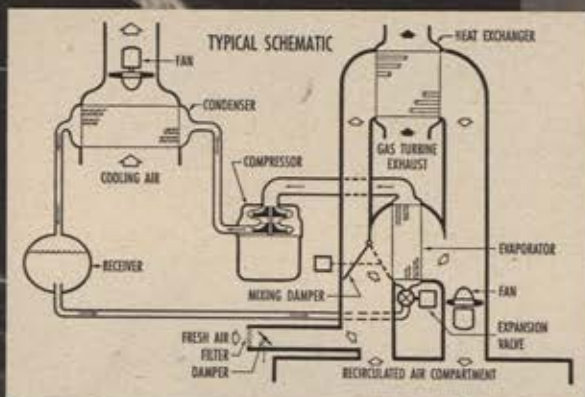 TYPICAL SCHEMATIC
HEAT EXCHANGER
FAN
CONDENSER
COOLING AIR
GAS TURBINE
EXHAUST
COMPRESSOR
EVAPORATOR
RECEIVER
FAN
MIXING DAMPER
EXPANSION
VALVE
FRESH AIR
FILTER
DAMPER
RECIRCULATED AIR COMPARTMENT